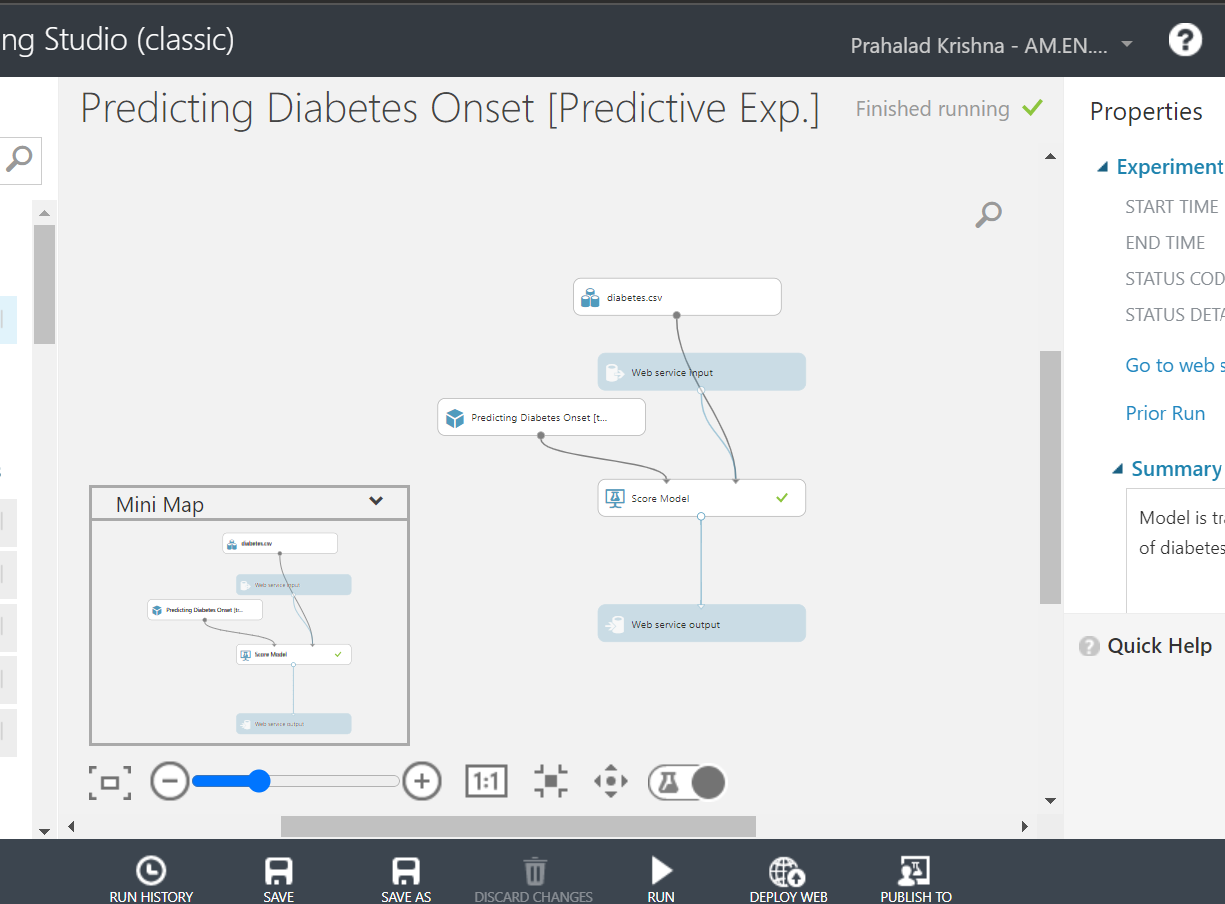 ng Studio (classic)
Prahalad Krishna - AM.EN....
?
Predicting Diabetes Onset [Predictive Exp.]
Finished running
Properties
Experiment
START TIME
END TIME
STATUS COD
STATUS DETA
Go to web s
Prior Run
Summary
Model is tra
of diabetes
? Quick Help
diabetes.csv
Web service input
Predicting Diabetes Onset [t...
Score Model
Web service output
Mini Map
diabetes.csv
Web service input
Predicting Diabetes Onset [tr...
Score Model
Web service output
1:1
RUN HISTORY
SAVE
SAVE AS
DISCARD CHANGES
RUN
DEPLOY WEB
PUBLISH TO